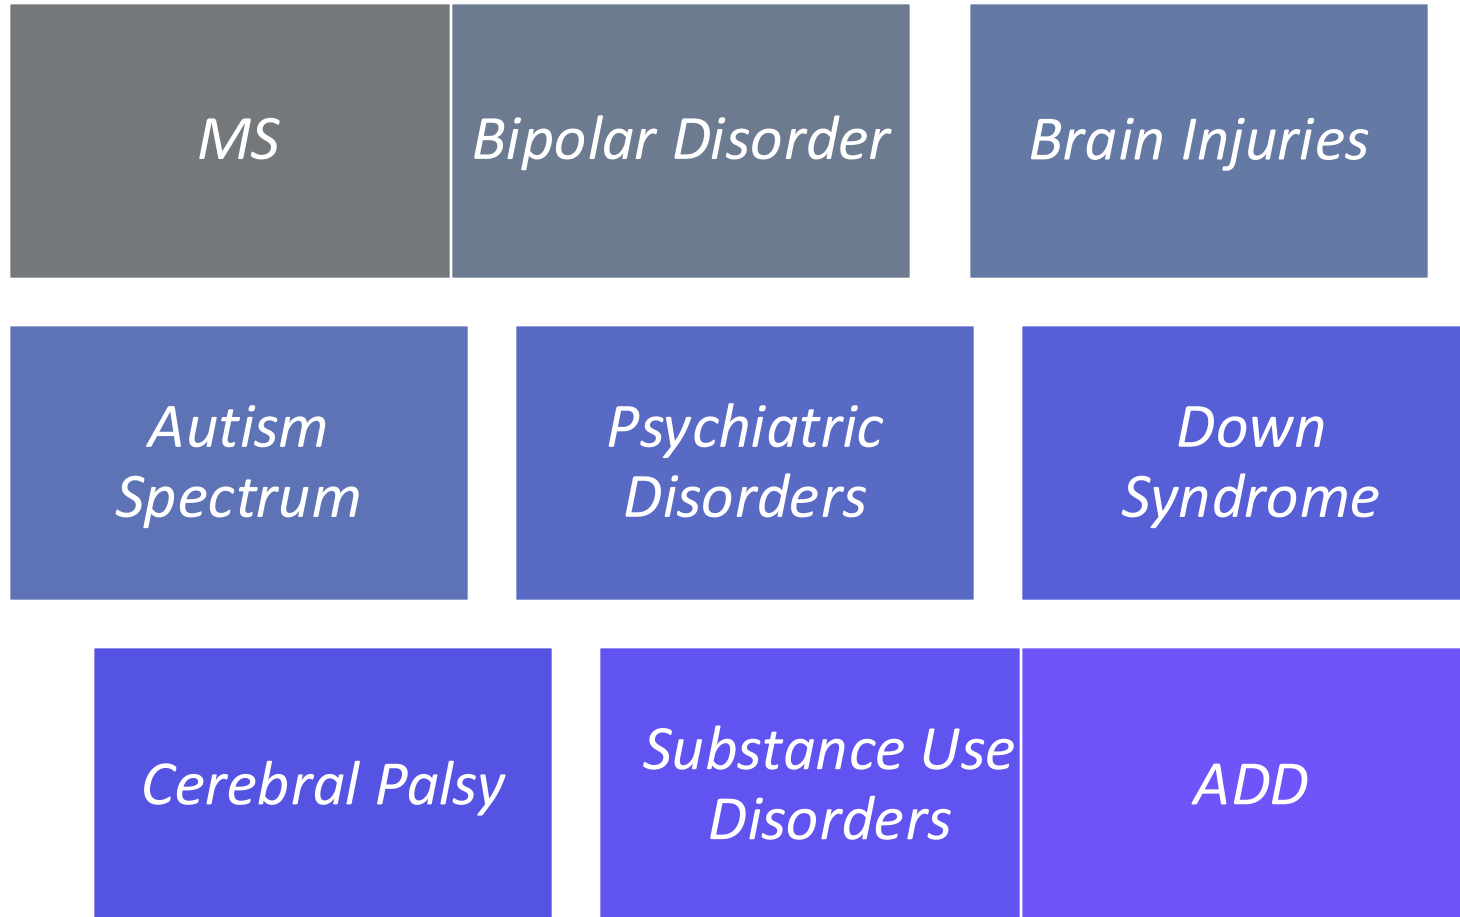 MS
Bipolar Disorder
Brain Injuries
Autism
Spectrum
Psychiatric
Disorders
Down
Syndrome
Cerebral Palsy
Substance Use
Disorders
ADD